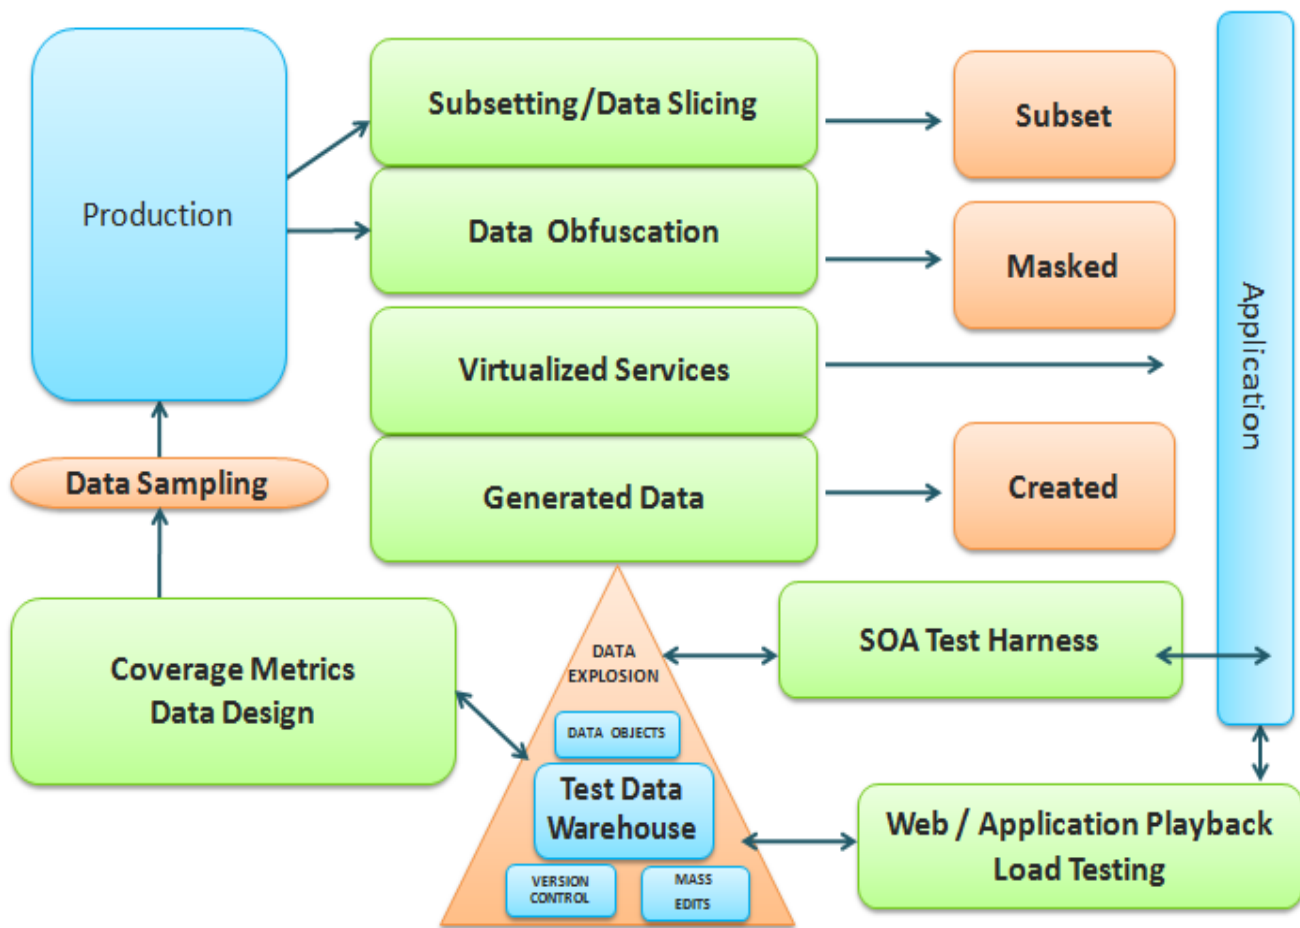 Production
Subsetting/Data Slicing
Subset
Data Obfuscation
Masked
Virtualized Services
Application
Data Sampling
Generated Data
Created
Coverage Metrics
Data Design
DATA
EXPLOSION
SOA Test Harness
DATA OBJECTS
Test Data
Warehouse
VERSION
CONTROL
MASS
EDITS
Web / Application Playback
Load Testing